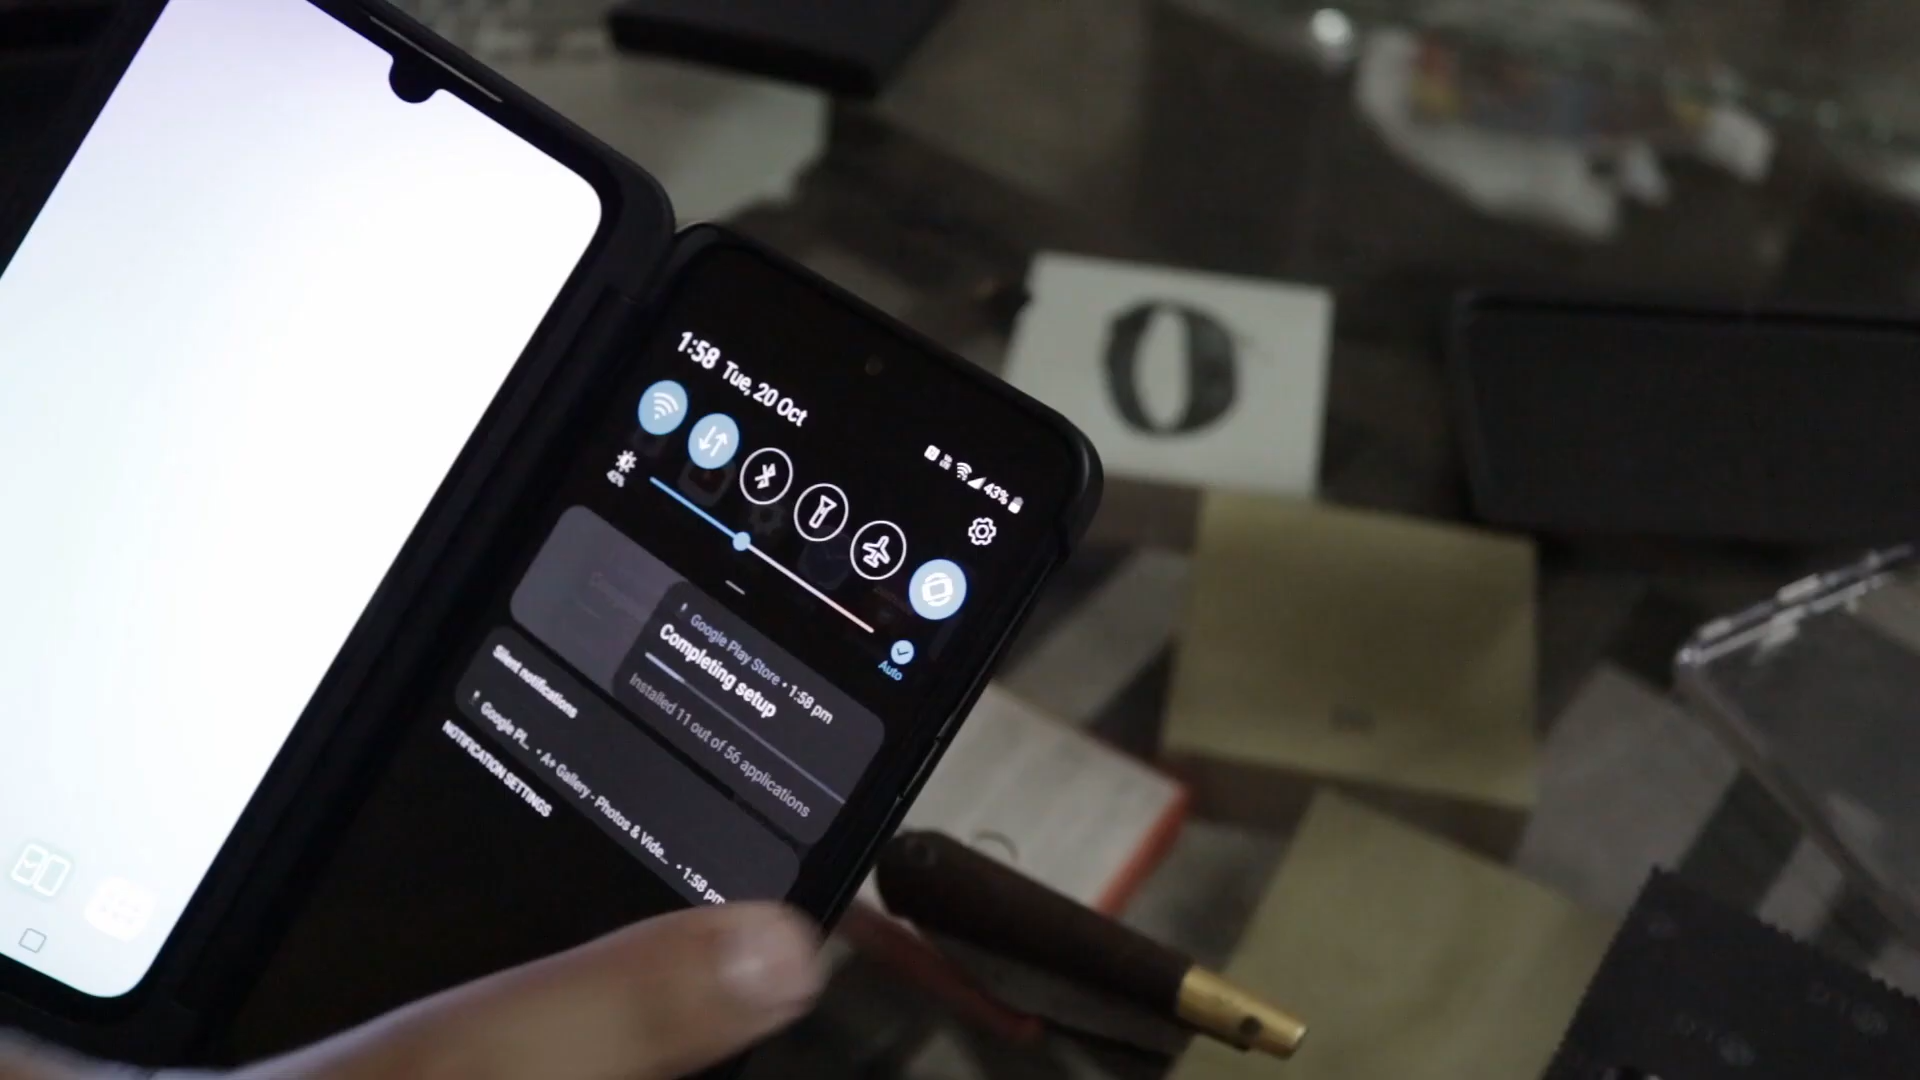 1:58 Tue, 20 Oct
43%
42%
Auto
Google Play Store • 1:58 pm
Completing setup
Installed 11 out of 56 applications
Silent notifications
Google Pl... • A+ Gallery - Photos & Vide... • 1:58 pm
NOTIFICATION SETTINGS
O